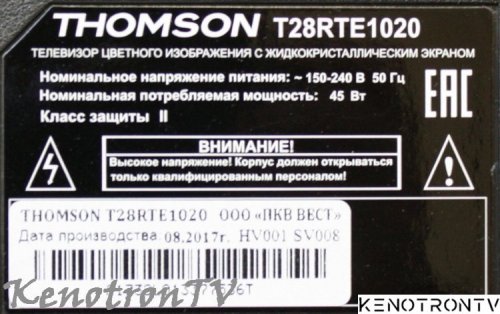 THOMSON T28RTE1020
ТЕЛЕВИЗОР ЦВЕТНОГО ИЗОБРАЖЕНИЯ С ЖИДКОКРИСТАЛЛИЧЕСКИМ ЭКРАНОМ
Номинальное напряжение питания: ~ 150-240 В 50 Гц
Номинальная потребляемая мощность: 45 Вт
Класс защиты II
EAC
ВНИМАНИЕ!
Высокое напряжение! Корпус должен открываться
только квалифицированным персоналом!
THOMSON T28RTE1020 ООО «ПКВ ВЕСТ»
Дата производства 08.2017г. HV001 SV008
KenotronTV
KENOTRONTV